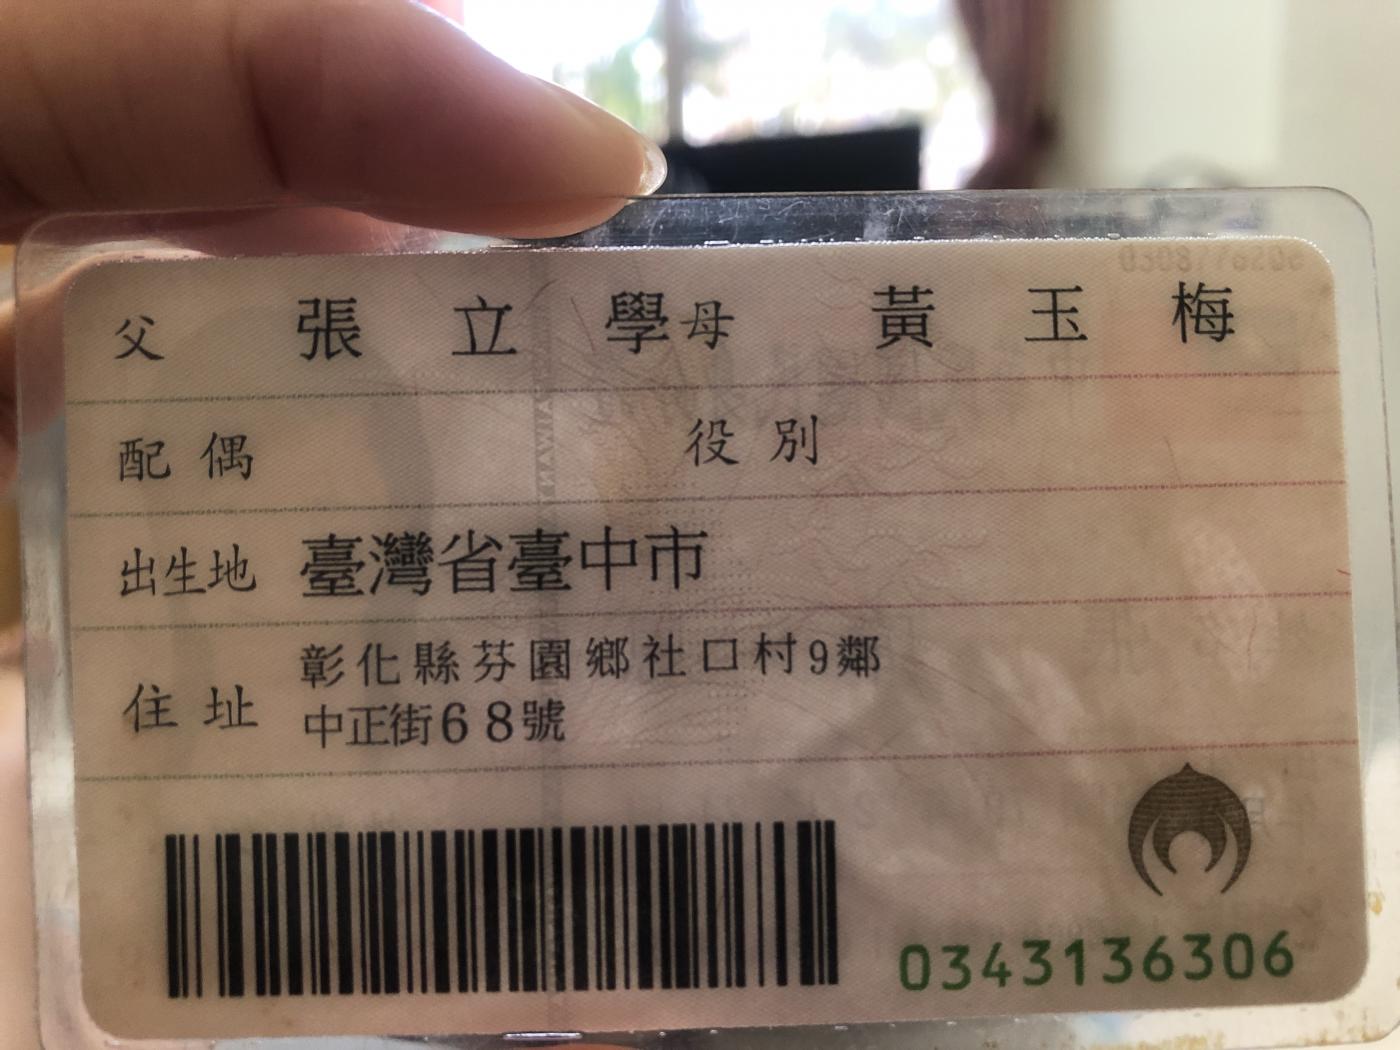 父 張立學 母 黃玉梅
配偶 役別
出生地 臺灣省臺中市
住址 彰化縣芬園鄉社口村9鄰
中正街68號
0343136306